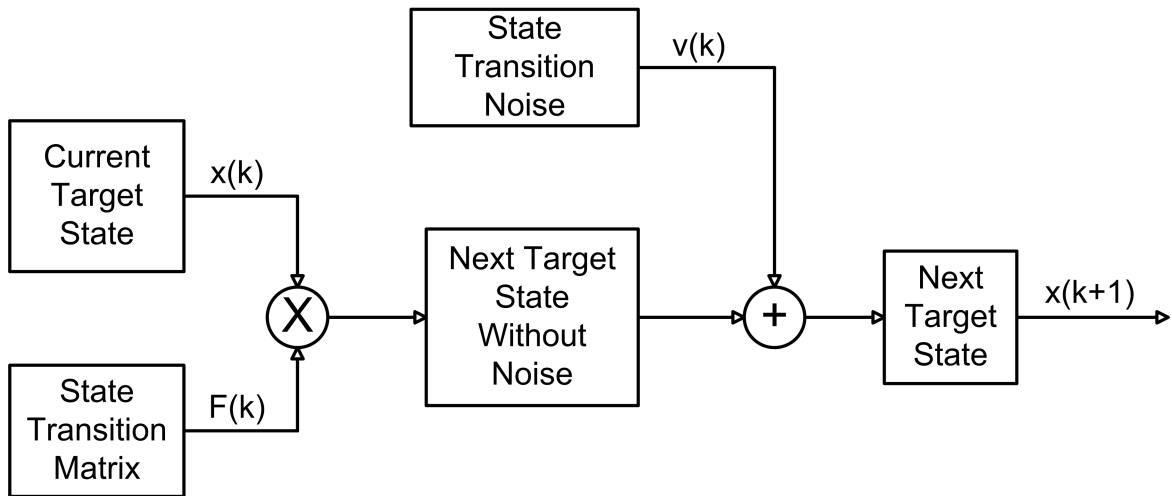 State
Transition
Noise
v(k)
Current
Target
State
x(k)
Next Target
State
Without
Noise
X
+
Next
Target
State
x(k+1)
State
Transition
Matrix
F(k)